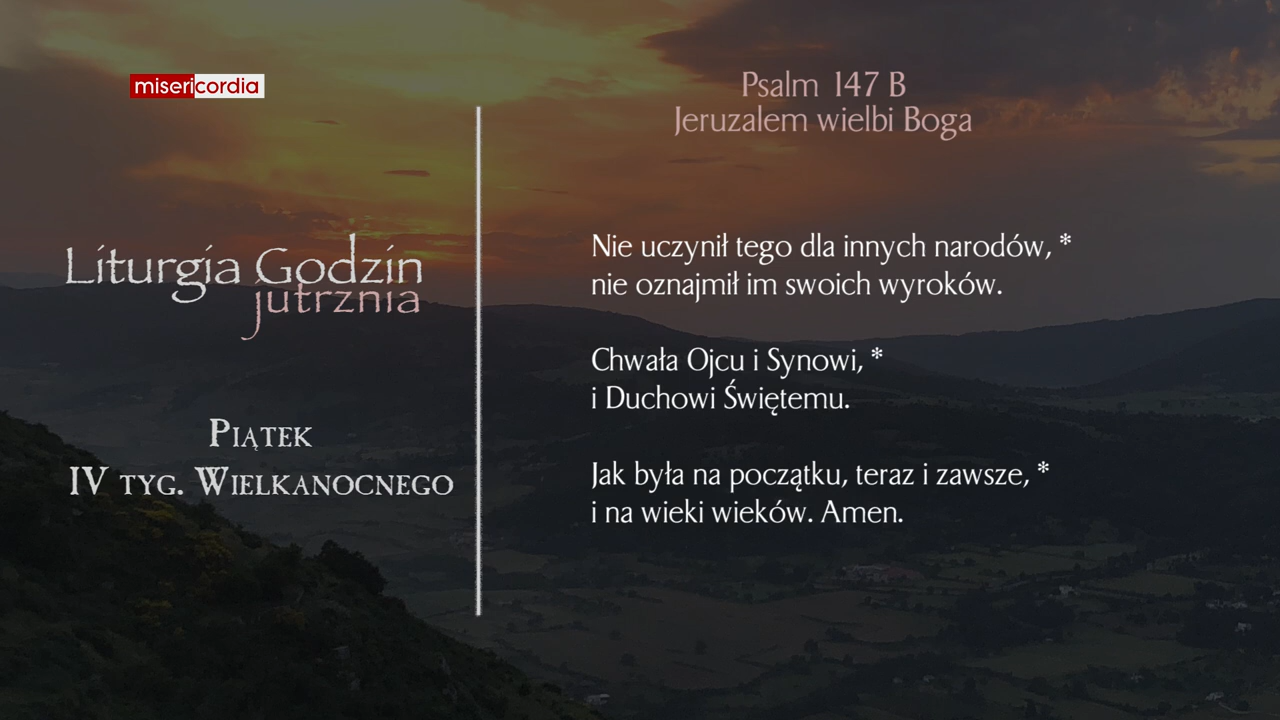 misericordia
Liturgia Godzin
jutrznia
Piątek
IV tyg. Wielkanocnego
Psalm 147 B
Jeruzalem wielbi Boga
Nie uczynił tego dla innych narodów, *
nie oznajmił im swoich wyroków.
Chwała Ojcu i Synowi, *
i Duchowi Świętemu.
Jak była na początku, teraz i zawsze, *
i na wieki wieków. Amen.